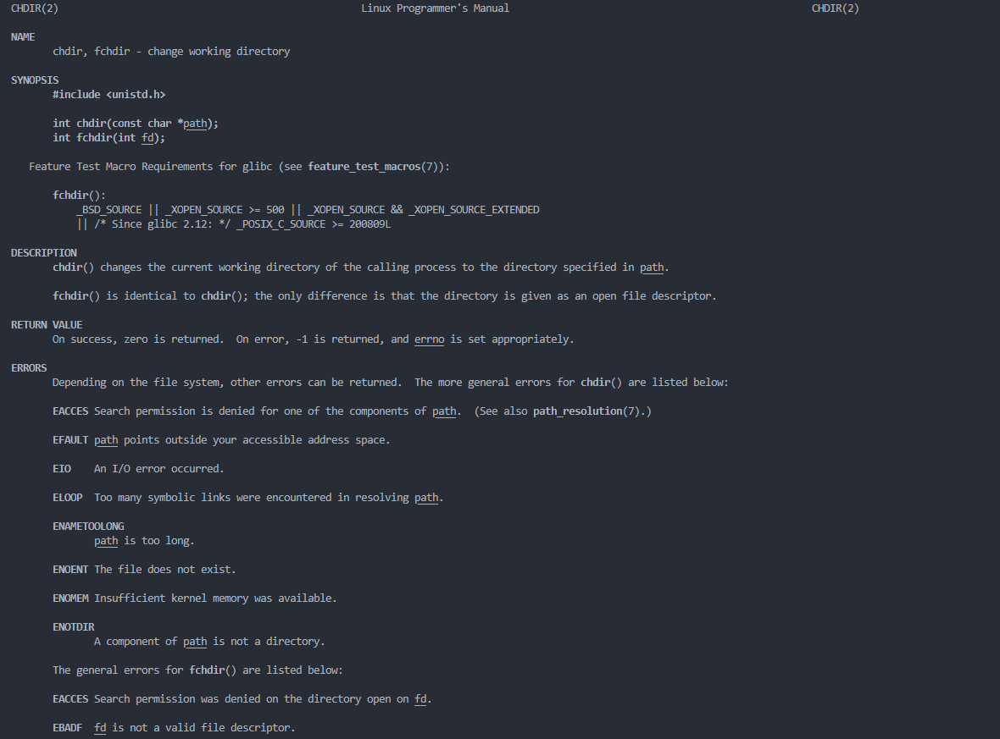 CHDIR(2) Linux Programmer's Manual CHDIR(2)
NAME
chdir, fchdir - change working directory
SYNOPSIS
#include <unistd.h>
int chdir(const char *path);
int fchdir(int fd);
Feature Test Macro Requirements for glibc (see feature_test_macros(7)):
fchdir():
_BSD_SOURCE || _XOPEN_SOURCE >= 500 || _XOPEN_SOURCE && _XOPEN_SOURCE_EXTENDED
|| /* Since glibc 2.12: */ _POSIX_C_SOURCE >= 200809L
DESCRIPTION
chdir() changes the current working directory of the calling process to the directory specified in path.
fchdir() is identical to chdir(); the only difference is that the directory is given as an open file descriptor.
RETURN VALUE
On success, zero is returned. On error, -1 is returned, and errno is set appropriately.
ERRORS
Depending on the file system, other errors can be returned. The more general errors for chdir() are listed below:
EACCES Search permission is denied for one of the components of path. (See also path_resolution(7).)
EFAULT path points outside your accessible address space.
EIO An I/O error occurred.
ELOOP Too many symbolic links were encountered in resolving path.
ENAMETOOLONG
path is too long.
ENOENT The file does not exist.
ENOMEM Insufficient kernel memory was available.
ENOTDIR
A component of path is not a directory.
The general errors for fchdir() are listed below:
EACCES Search permission was denied on the directory open on fd.
EBADF fd is not a valid file descriptor.